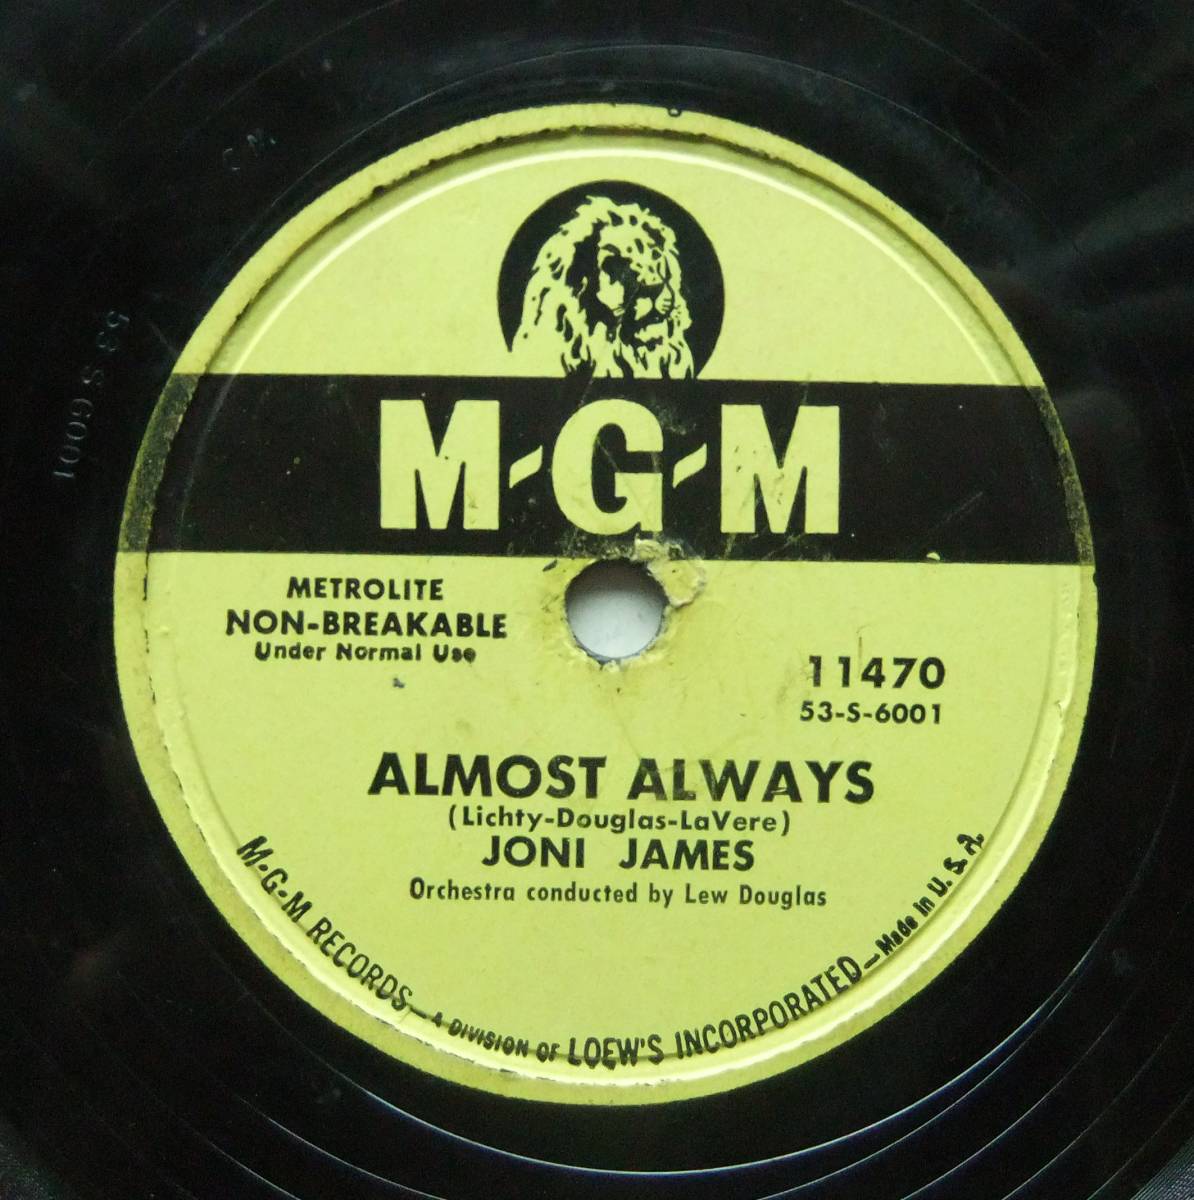 M-G-M
METROLITE
NON-BREAKABLE
Under Normal Use
11470
53-S-6001
ALMOST ALWAYS
(Lichty-Douglas-LaVere)
JONI JAMES
Orchestra conducted by Lew Douglas
M-G-M RECORDS—A DIVISION OF LOEW'S INCORPORATED—Made in U. S. A.
53 S 6001